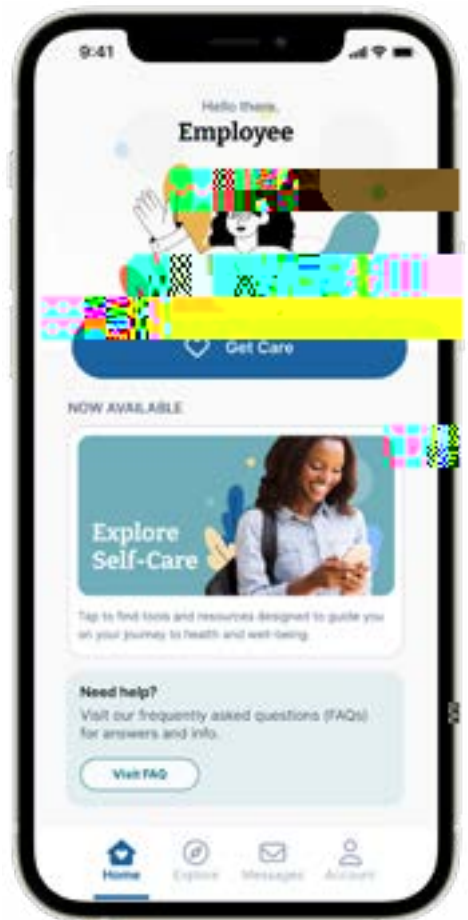 9:41
Hello there,
Employee
Get Care
NOW AVAILABLE
Explore
Self-Care
Tap to find tools and resources designed to guide you
on your journey to health and well-being.
Need help?
Visit our frequently asked questions (FAQs)
for answers and info.
Visit FAQ
Home Explore Messages Account